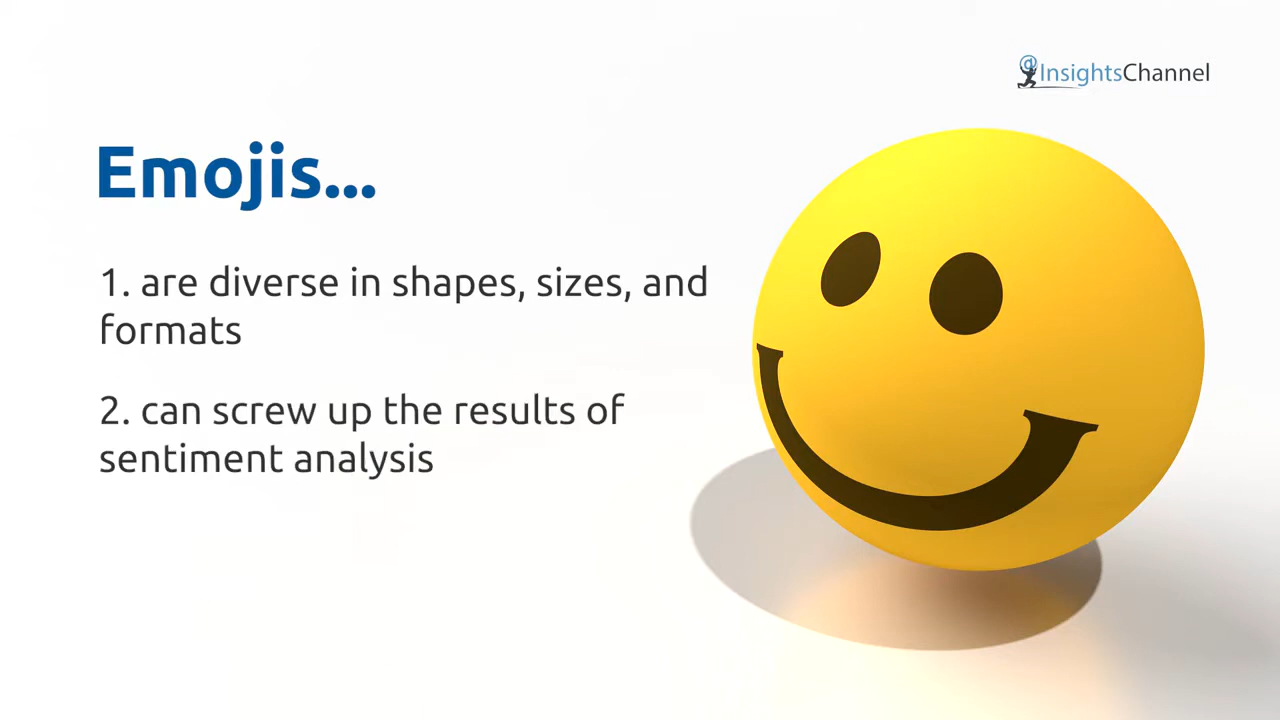 @InsightsChannel
Emojis...
1. are diverse in shapes, sizes, and
formats
2. can screw up the results of
sentiment analysis